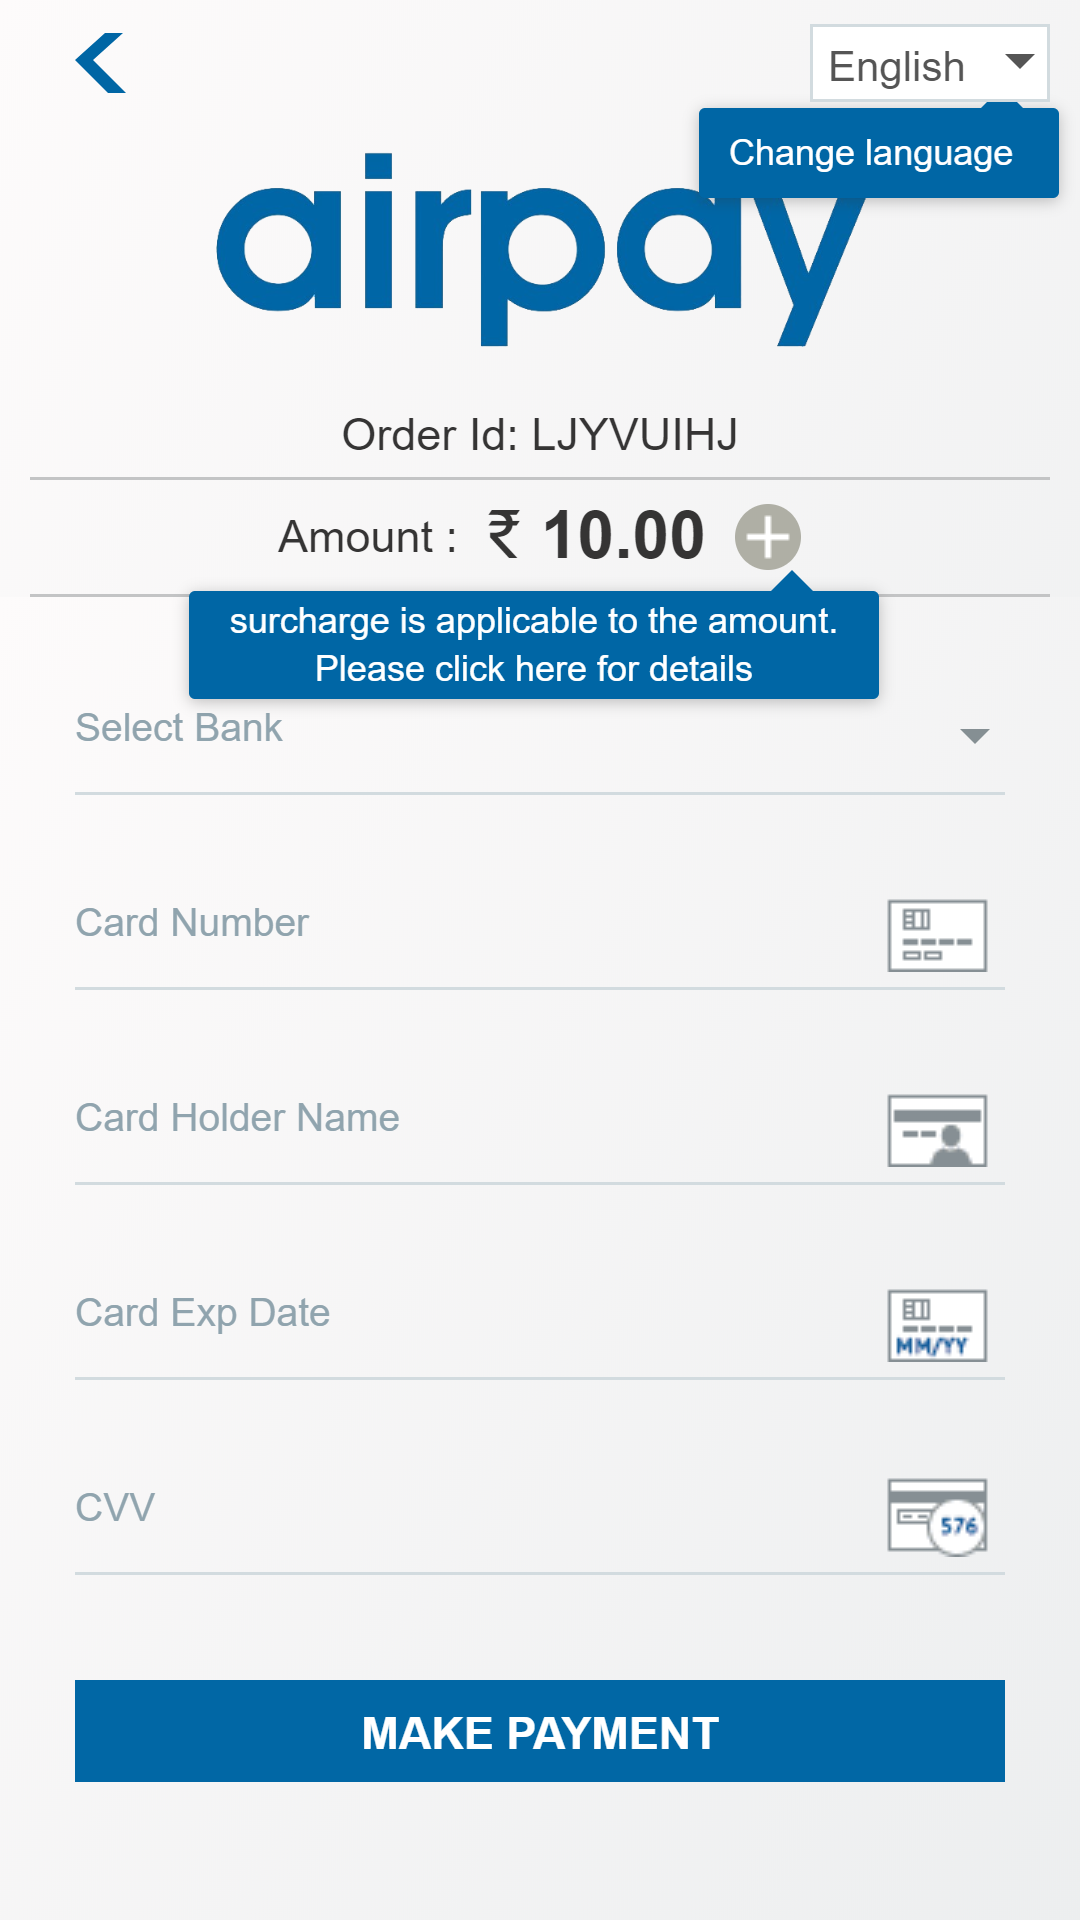 English
Change language
airpay
Order Id: LJYVUIHJ
Amount : ₹ 10.00
surcharge is applicable to the amount.
Please click here for details
Select Bank
Card Number
Card Holder Name
Card Exp Date
MM/YY
CVV
576
MAKE PAYMENT